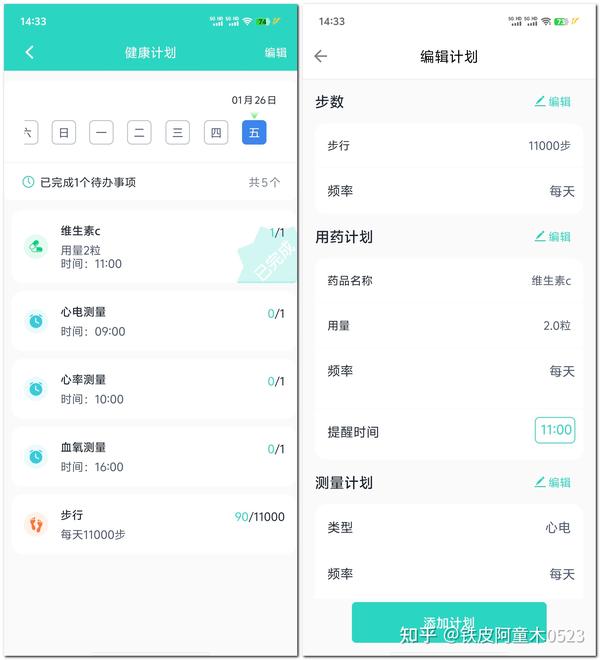 14:33
5G HD 5G HD 74
健康计划
编辑
01月26日
六 日 一 二 三 四 五
已完成1个待办事项
共5个
维生素c
1/1
用量2粒
时间：11:00
已完成
心电测量
0/1
时间：09:00
心率测量
0/1
时间：10:00
血氧测量
0/1
时间：16:00
步行
90/11000
每天11000步
14:33
5G HD 5G HD 73
编辑计划
步数
编辑
步行
11000步
频率
每天
用药计划
编辑
药品名称
维生素c
用量
2.0粒
频率
每天
提醒时间
11:00
测量计划
编辑
类型
心电
频率
每天
添加计划
知乎 @铁皮阿童木0523